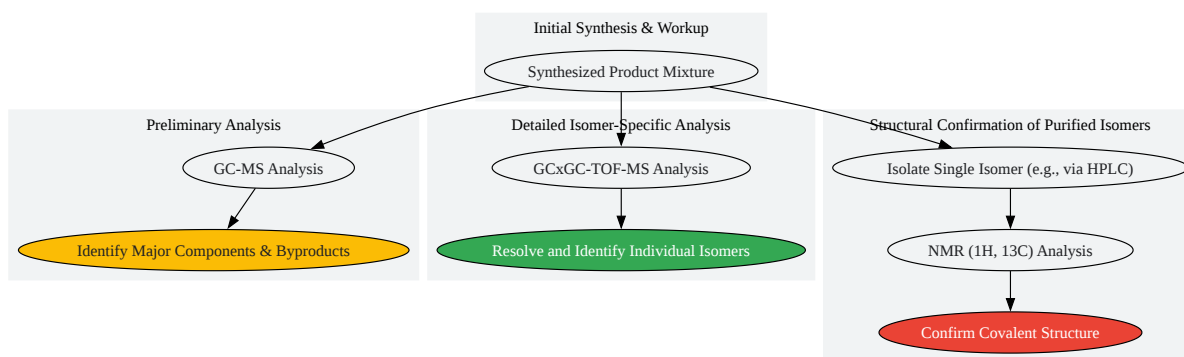 Initial Synthesis & Workup
Synthesized Product Mixture
Preliminary Analysis
GC-MS Analysis
Identify Major Components & Byproducts
Detailed Isomer-Specific Analysis
GCxGC-TOF-MS Analysis
Resolve and Identify Individual Isomers
Structural Confirmation of Purified Isomers
Isolate Single Isomer (e.g., via HPLC)
NMR (1H, 13C) Analysis
Confirm Covalent Structure